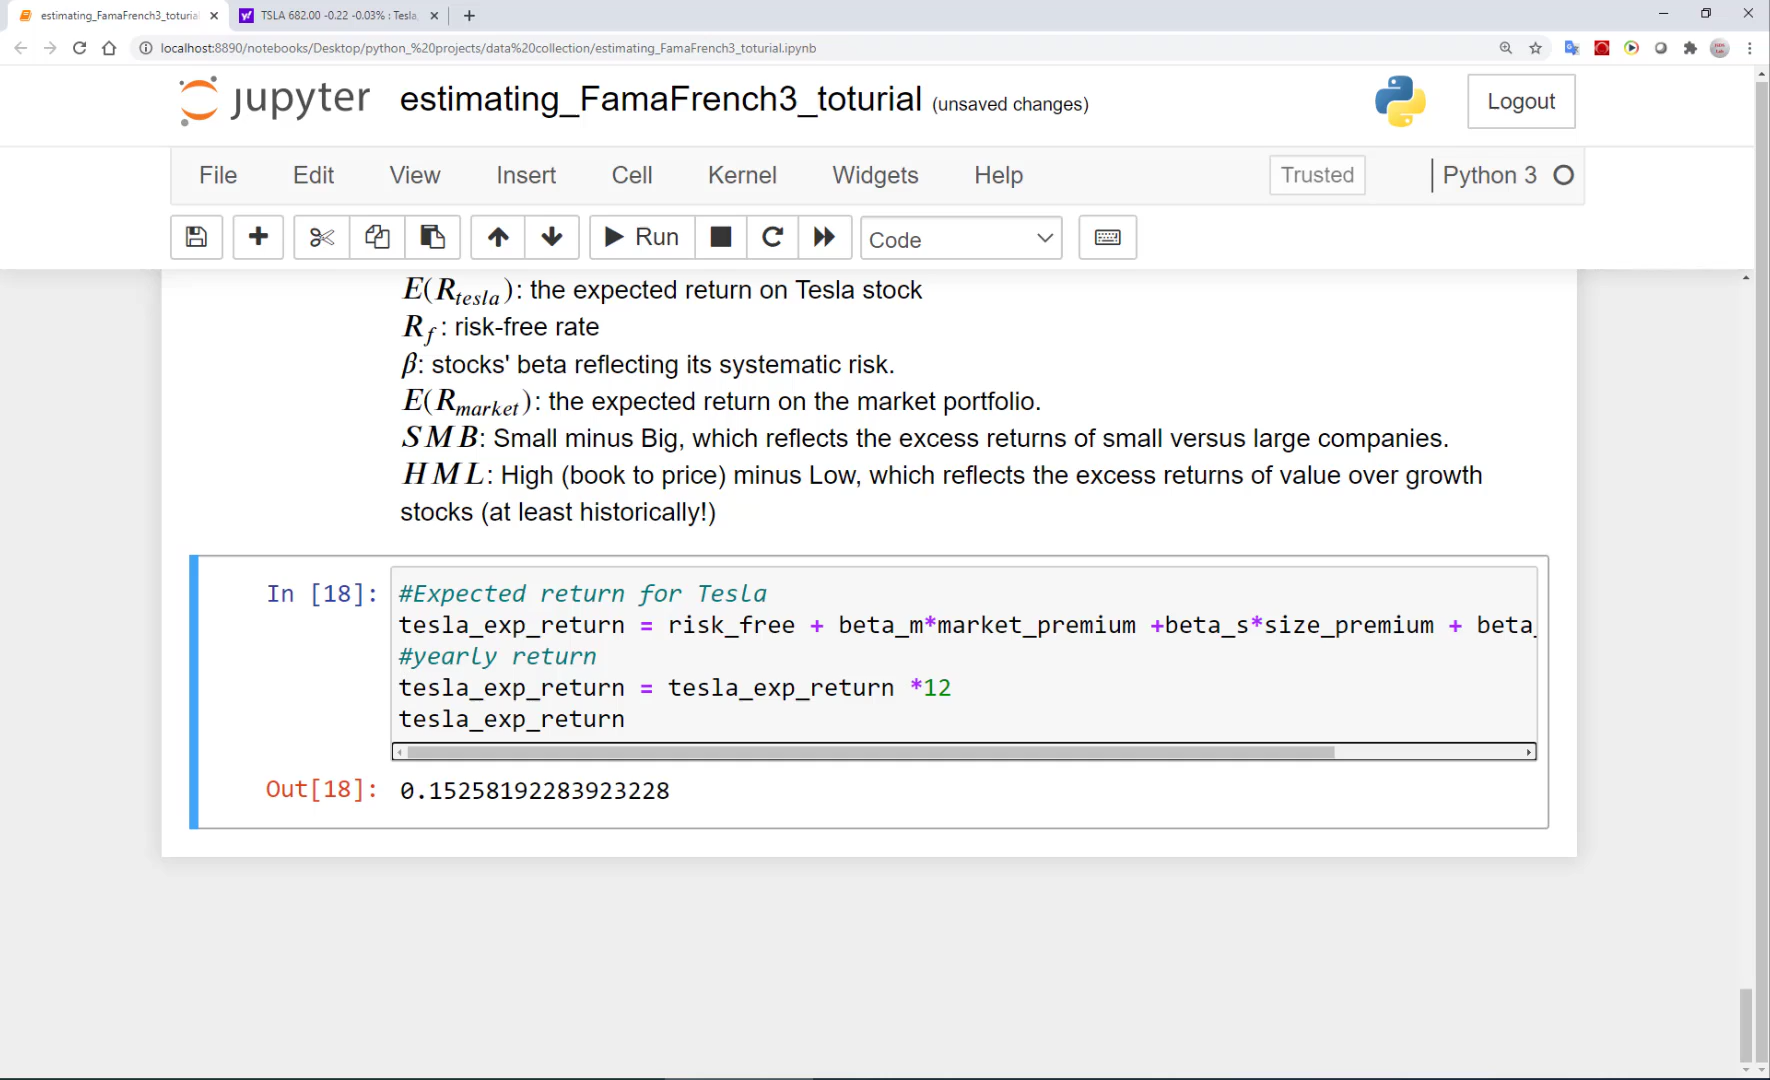 estimating_FamaFrench3_toturial
TSLA 682.00 -0.22 -0.03% : Tesla,
localhost:8890/notebooks/Desktop/python_%20projects/data%20collection/estimating_FamaFrench3_toturial.ipynb
jupyter estimating_FamaFrench3_toturial (unsaved changes)
Logout
File Edit View Insert Cell Kernel Widgets Help Trusted Python 3
Run Code
E(R_tesla): the expected return on Tesla stock
R_f: risk-free rate
β: stocks' beta reflecting its systematic risk.
E(R_market): the expected return on the market portfolio.
SMB: Small minus Big, which reflects the excess returns of small versus large companies.
HML: High (book to price) minus Low, which reflects the excess returns of value over growth
stocks (at least historically!)
In [18]: #Expected return for Tesla
tesla_exp_return = risk_free + beta_m*market_premium +beta_s*size_premium + beta_
#yearly return
tesla_exp_return = tesla_exp_return *12
tesla_exp_return
Out[18]: 0.15258192283923228